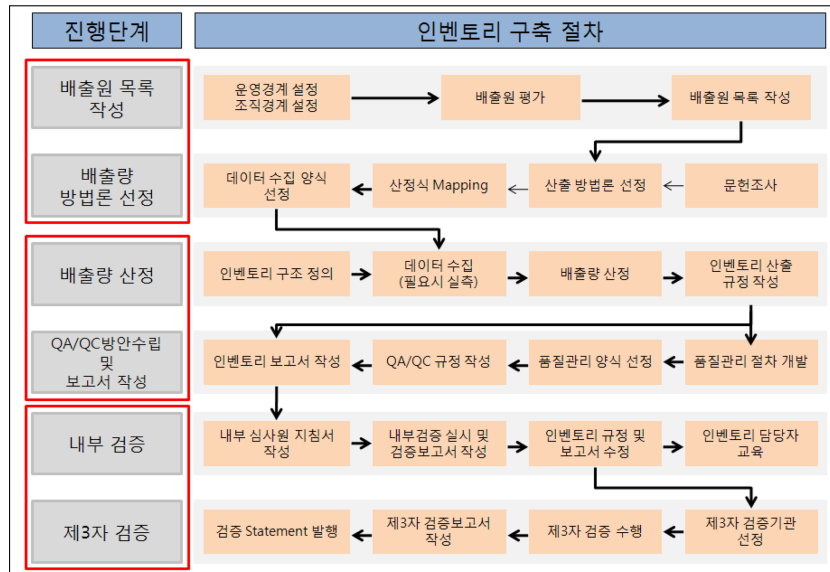 진행단계
인벤토리 구축 절차
배출원 목록
작성
운영경계 설정
조직경계 설정
배출원 평가
배출원 목록 작성
배출량
방법론 선정
데이터 수집 양식
선정
산정식 Mapping
산출 방법론 선정
문헌조사
배출량 산정
인벤토리 구조 정의
데이터 수집
(필요시 실측)
배출량 산정
인벤토리 산출
규정 작성
QA/QC방안수립
및
보고서 작성
인벤토리 보고서 작성
QA/QC 규정 작성
품질관리 양식 선정
품질관리 절차 개발
내부 검증
내부 심사원 지침서
작성
내부검증 실시 및
검증보고서 작성
인벤토리 규정 및
보고서 수정
인벤토리 담당자
교육
제3자 검증
검증 Statement 발행
제3자 검증보고서
작성
제3자 검증 수행
제3자 검증기관
선정